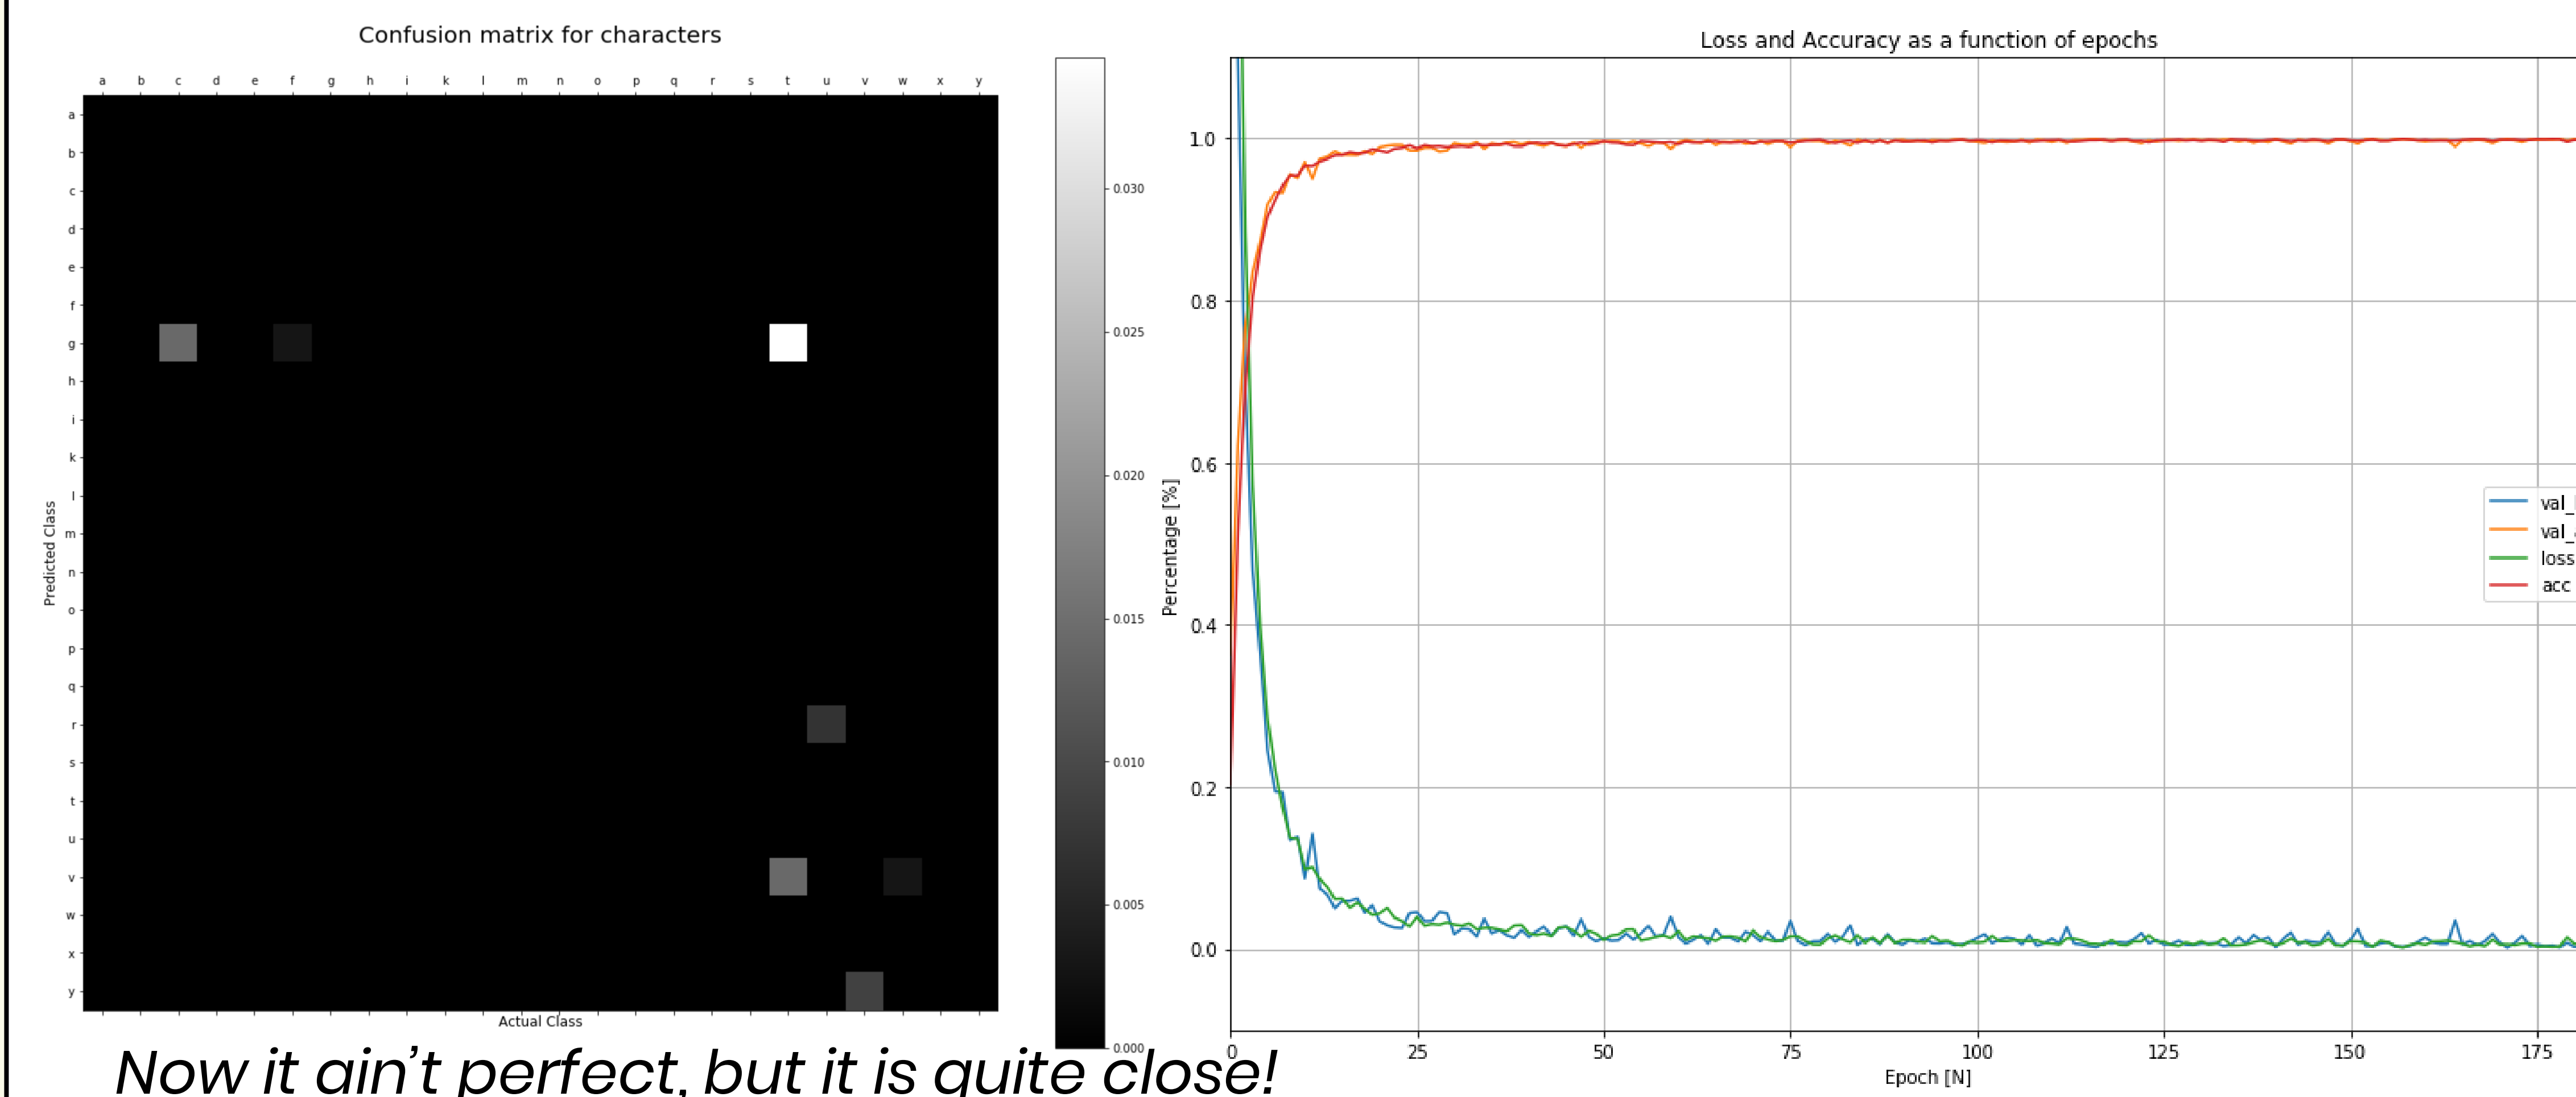 Confusion matrix for characters
a b c d e f g h i k l m n o p q r s t u v w x y
a
b
c
d
e
f
g
h
i
k
l
m
n
o
p
q
r
s
t
u
v
w
x
y
Predicted Class
Actual Class
0.030
0.025
0.020
0.015
0.010
0.005
0.000
Loss and Accuracy as a function of epochs
1.0
0.8
0.6
0.4
0.2
0.0
Percentage [%]
0 25 50 75 100 125 150 175
Epoch [N]
val_
val_
loss
acc
Now it ain't perfect, but it is quite close!